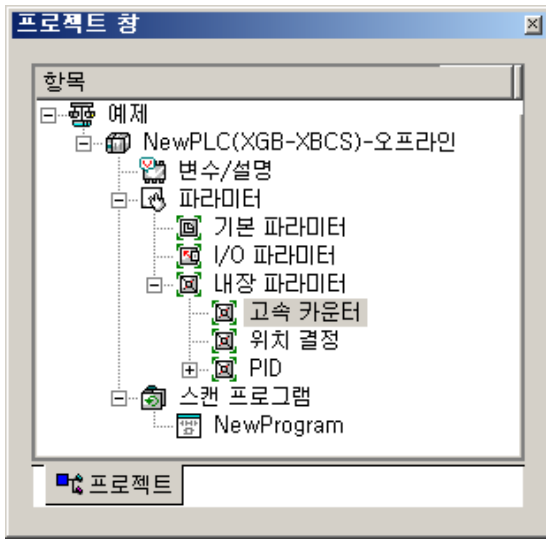 프로젝트 창
항목
예제
NewPLC(XGB-XBCS)-오프라인
변수/설명
파라미터
기본 파라미터
I/O 파라미터
내장 파라미터
고속 카운터
위치 결정
PID
스캔 프로그램
NewProgram
프로젝트